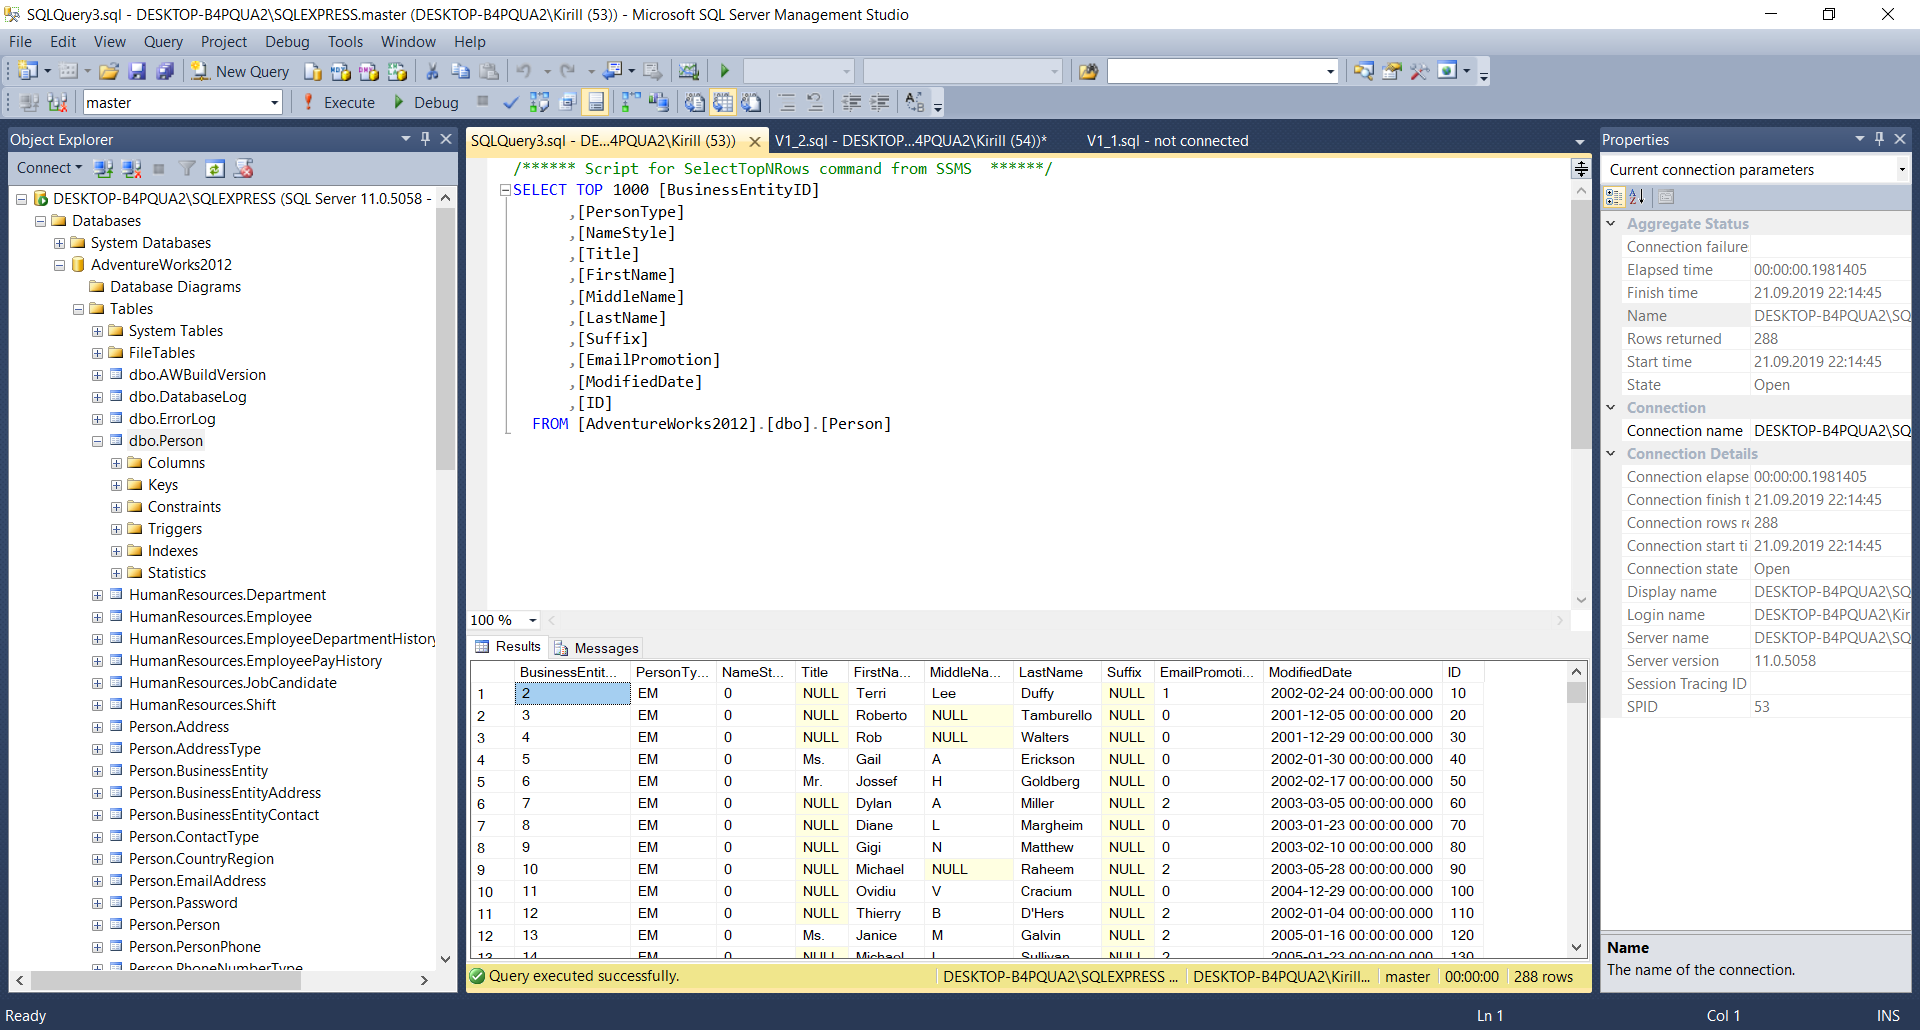 SQLQuery3.sql - DESKTOP-B4PQUA2\SQLEXPRESS.master (DESKTOP-B4PQUA2\Kirill (53)) - Microsoft SQL Server Management Studio
File Edit View Query Project Debug Tools Window Help
New Query
master Execute Debug
Object Explorer
Connect
DESKTOP-B4PQUA2\SQLEXPRESS (SQL Server 11.0.5058 -
Databases
System Databases
AdventureWorks2012
Database Diagrams
Tables
System Tables
FileTables
dbo.AWBuildVersion
dbo.DatabaseLog
dbo.ErrorLog
dbo.Person
Columns
Keys
Constraints
Triggers
Indexes
Statistics
HumanResources.Department
HumanResources.Employee
HumanResources.EmployeeDepartmentHistory
HumanResources.EmployeePayHistory
HumanResources.JobCandidate
HumanResources.Shift
Person.Address
Person.AddressType
Person.BusinessEntity
Person.BusinessEntityAddress
Person.BusinessEntityContact
Person.ContactType
Person.CountryRegion
Person.EmailAddress
Person.Password
Person.Person
Person.PersonPhone
Person.PhoneNumberType
SQLQuery3.sql - DE...4PQUA2\Kirill (53)) V1_2.sql - DESKTOP...4PQUA2\Kirill (54))* V1_1.sql - not connected
/****** Script for SelectTopNRows command from SSMS ******/
SELECT TOP 1000 [BusinessEntityID]
,[PersonType]
,[NameStyle]
,[Title]
,[FirstName]
,[MiddleName]
,[LastName]
,[Suffix]
,[EmailPromotion]
,[ModifiedDate]
,[ID]
FROM [AdventureWorks2012].[dbo].[Person]
100 %
Results Messages
BusinessEntit... PersonTy... NameSt... Title FirstNa... MiddleNa... LastName Suffix EmailPromoti... ModifiedDate ID
1 2 EM 0 NULL Terri Lee Duffy NULL 1 2002-02-24 00:00:00.000 10
2 3 EM 0 NULL Roberto NULL Tamburello NULL 0 2001-12-05 00:00:00.000 20
3 4 EM 0 NULL Rob NULL Walters NULL 0 2001-12-29 00:00:00.000 30
4 5 EM 0 Ms. Gail A Erickson NULL 0 2002-01-30 00:00:00.000 40
5 6 EM 0 Mr. Jossef H Goldberg NULL 0 2002-02-17 00:00:00.000 50
6 7 EM 0 NULL Dylan A Miller NULL 2 2003-03-05 00:00:00.000 60
7 8 EM 0 NULL Diane L Margheim NULL 0 2003-01-23 00:00:00.000 70
8 9 EM 0 NULL Gigi N Matthew NULL 0 2003-02-10 00:00:00.000 80
9 10 EM 0 NULL Michael NULL Raheem NULL 2 2003-05-28 00:00:00.000 90
10 11 EM 0 NULL Ovidiu V Cracium NULL 0 2004-12-29 00:00:00.000 100
11 12 EM 0 NULL Thierry B D'Hers NULL 2 2002-01-04 00:00:00.000 110
12 13 EM 0 Ms. Janice M Galvin NULL 2 2005-01-16 00:00:00.000 120
13 14 EM 0 NULL Michael I Sullivan NULL 2 2005-01-23 00:00:00.000 130
Query executed successfully. DESKTOP-B4PQUA2\SQLEXPRESS ... DESKTOP-B4PQUA2\Kirill... master 00:00:00 288 rows
Properties
Current connection parameters
Aggregate Status
Connection failure
Elapsed time 00:00:00.1981405
Finish time 21.09.2019 22:14:45
Name DESKTOP-B4PQUA2\SQ
Rows returned 288
Start time 21.09.2019 22:14:45
State Open
Connection
Connection name DESKTOP-B4PQUA2\SQ
Connection Details
Connection elapse 00:00:00.1981405
Connection finish t 21.09.2019 22:14:45
Connection rows re 288
Connection start ti 21.09.2019 22:14:45
Connection state Open
Display name DESKTOP-B4PQUA2\SQ
Login name DESKTOP-B4PQUA2\Kir
Server name DESKTOP-B4PQUA2\SQ
Server version 11.0.5058
Session Tracing ID
SPID 53
Name
The name of the connection.
Ready Ln 1 Col 1 INS